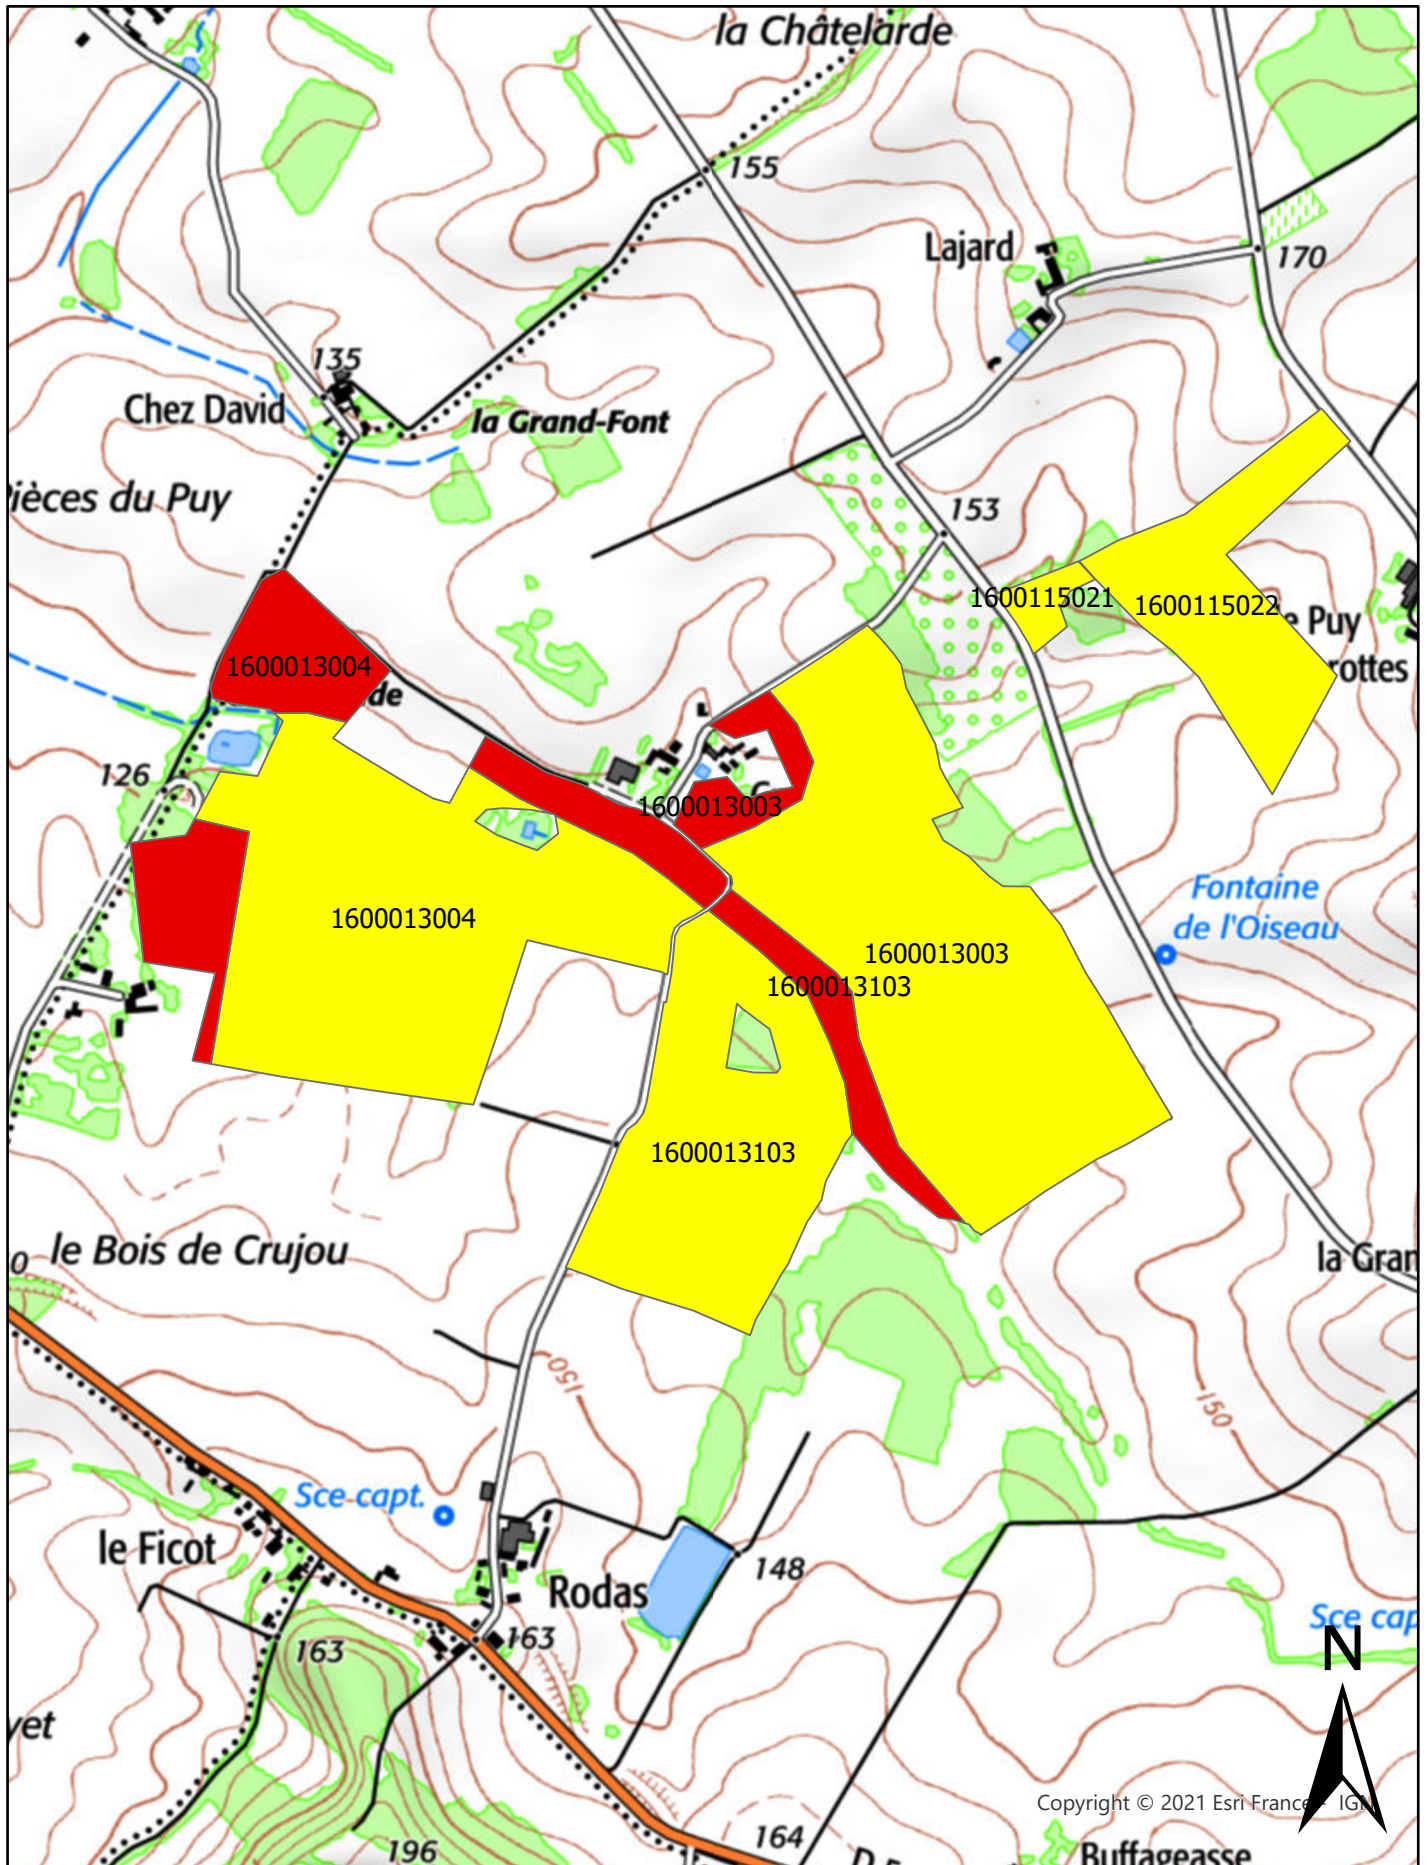 la Châtelarde
155
Lajard
170
135
Chez David
la Grand-Font
ièces du Puy
153
1600115021
1600115022
e Puy
rottes
1600013004
de
126
1600013003
Fontaine
de l'Oiseau
1600013004
1600013003
1600013103
1600013103
le Bois de Crujou
0
la Gran
150
150
Sce capt.
le Ficot
Rodas
148
Sce cap
163
163
N
yet
Copyright © 2021 Esri France - IGN
164
196
Buffageasse